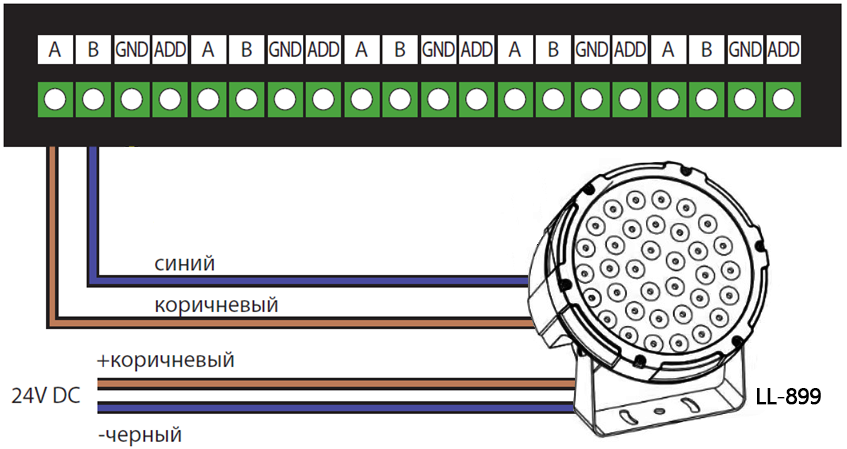 A B GND ADD A B GND ADD A B GND ADD A B GND ADD A B GND ADD
синий
коричневый
+коричневый
24V DC
LL-899
-черный